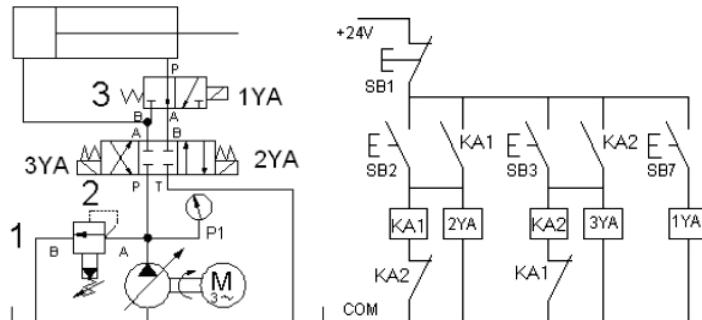 +24V
SB1
P
3
1YA
B A
A B
3YA
2YA
P T
2
1
B A
P1
M
3~
KA1
KA2
SB2
SB3
SB7
KA1
2YA
KA2
3YA
1YA
KA2
KA1
COM